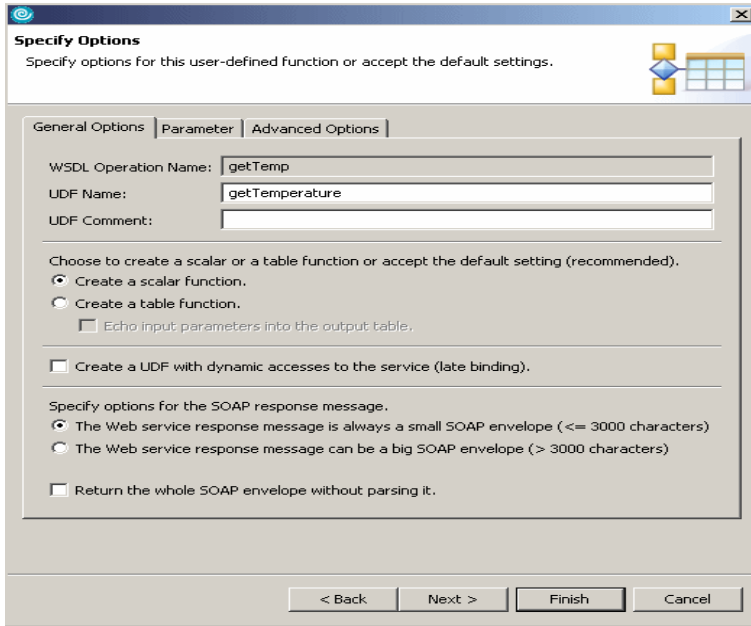 Specify Options
Specify options for this user-defined function or accept the default settings.
General Options Parameter Advanced Options
WSDL Operation Name: getTemp
UDF Name: getTemperature
UDF Comment:
Choose to create a scalar or a table function or accept the default setting (recommended).
Create a scalar function.
Create a table function.
Echo input parameters into the output table.
Create a UDF with dynamic accesses to the service (late binding).
Specify options for the SOAP response message.
The Web service response message is always a small SOAP envelope (<= 3000 characters)
The Web service response message can be a big SOAP envelope (> 3000 characters)
Return the whole SOAP envelope without parsing it.
< Back Next > Finish Cancel